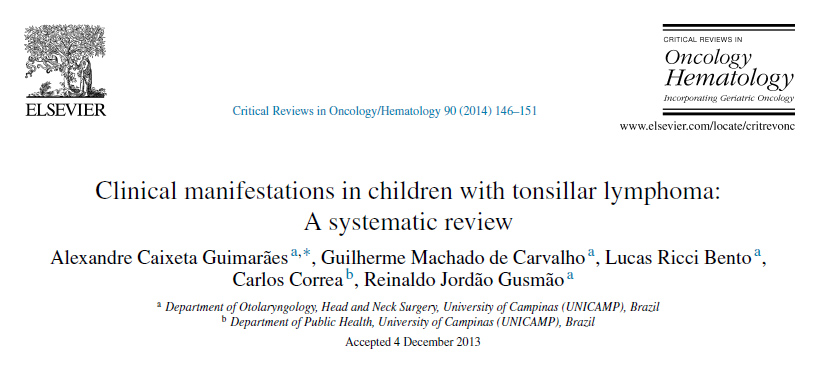 ELSEVIER
Critical Reviews in Oncology/Hematology 90 (2014) 146–151
CRITICAL REVIEWS IN
Oncology
Hematology
Incorporating Geriatric Oncology
www.elsevier.com/locate/critrevonc
Clinical manifestations in children with tonsillar lymphoma:
A systematic review
Alexandre Caixeta Guimarães a,*, Guilherme Machado de Carvalho a, Lucas Ricci Bento a,
Carlos Correa b, Reinaldo Jordão Gusmão a
a Department of Otolaryngology, Head and Neck Surgery, University of Campinas (UNICAMP), Brazil
b Department of Public Health, University of Campinas (UNICAMP), Brazil
Accepted 4 December 2013